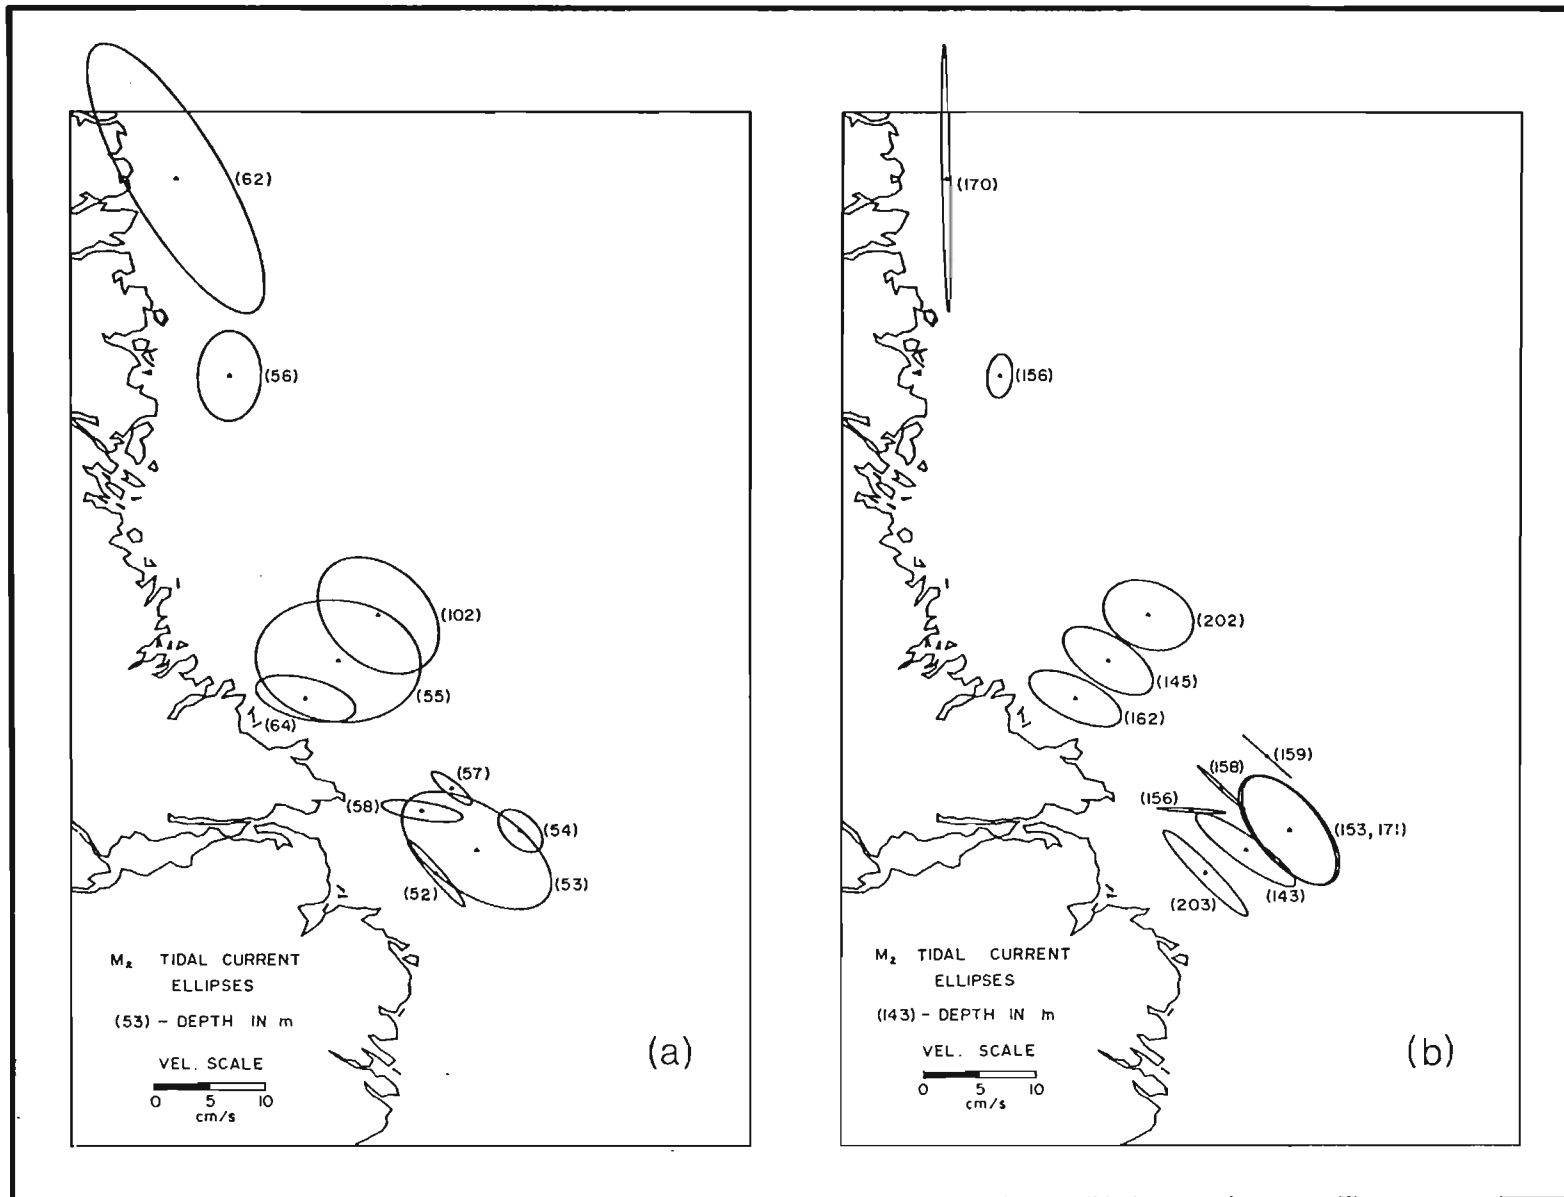 (62)
(56)
(102)
(55)
(64)
(57)
(58)
(54)
(53)
(52)
M₂ TIDAL CURRENT
ELLIPSES
(53) - DEPTH IN m
VEL. SCALE
0 5 10
cm/s
(a)
(170)
(156)
(202)
(145)
(162)
(159)
(158)
(156)
(153, 171)
(143)
(203)
M₂ TIDAL CURRENT
ELLIPSES
(143) - DEPTH IN m
VEL. SCALE
0 5 10
cm/s
(b)